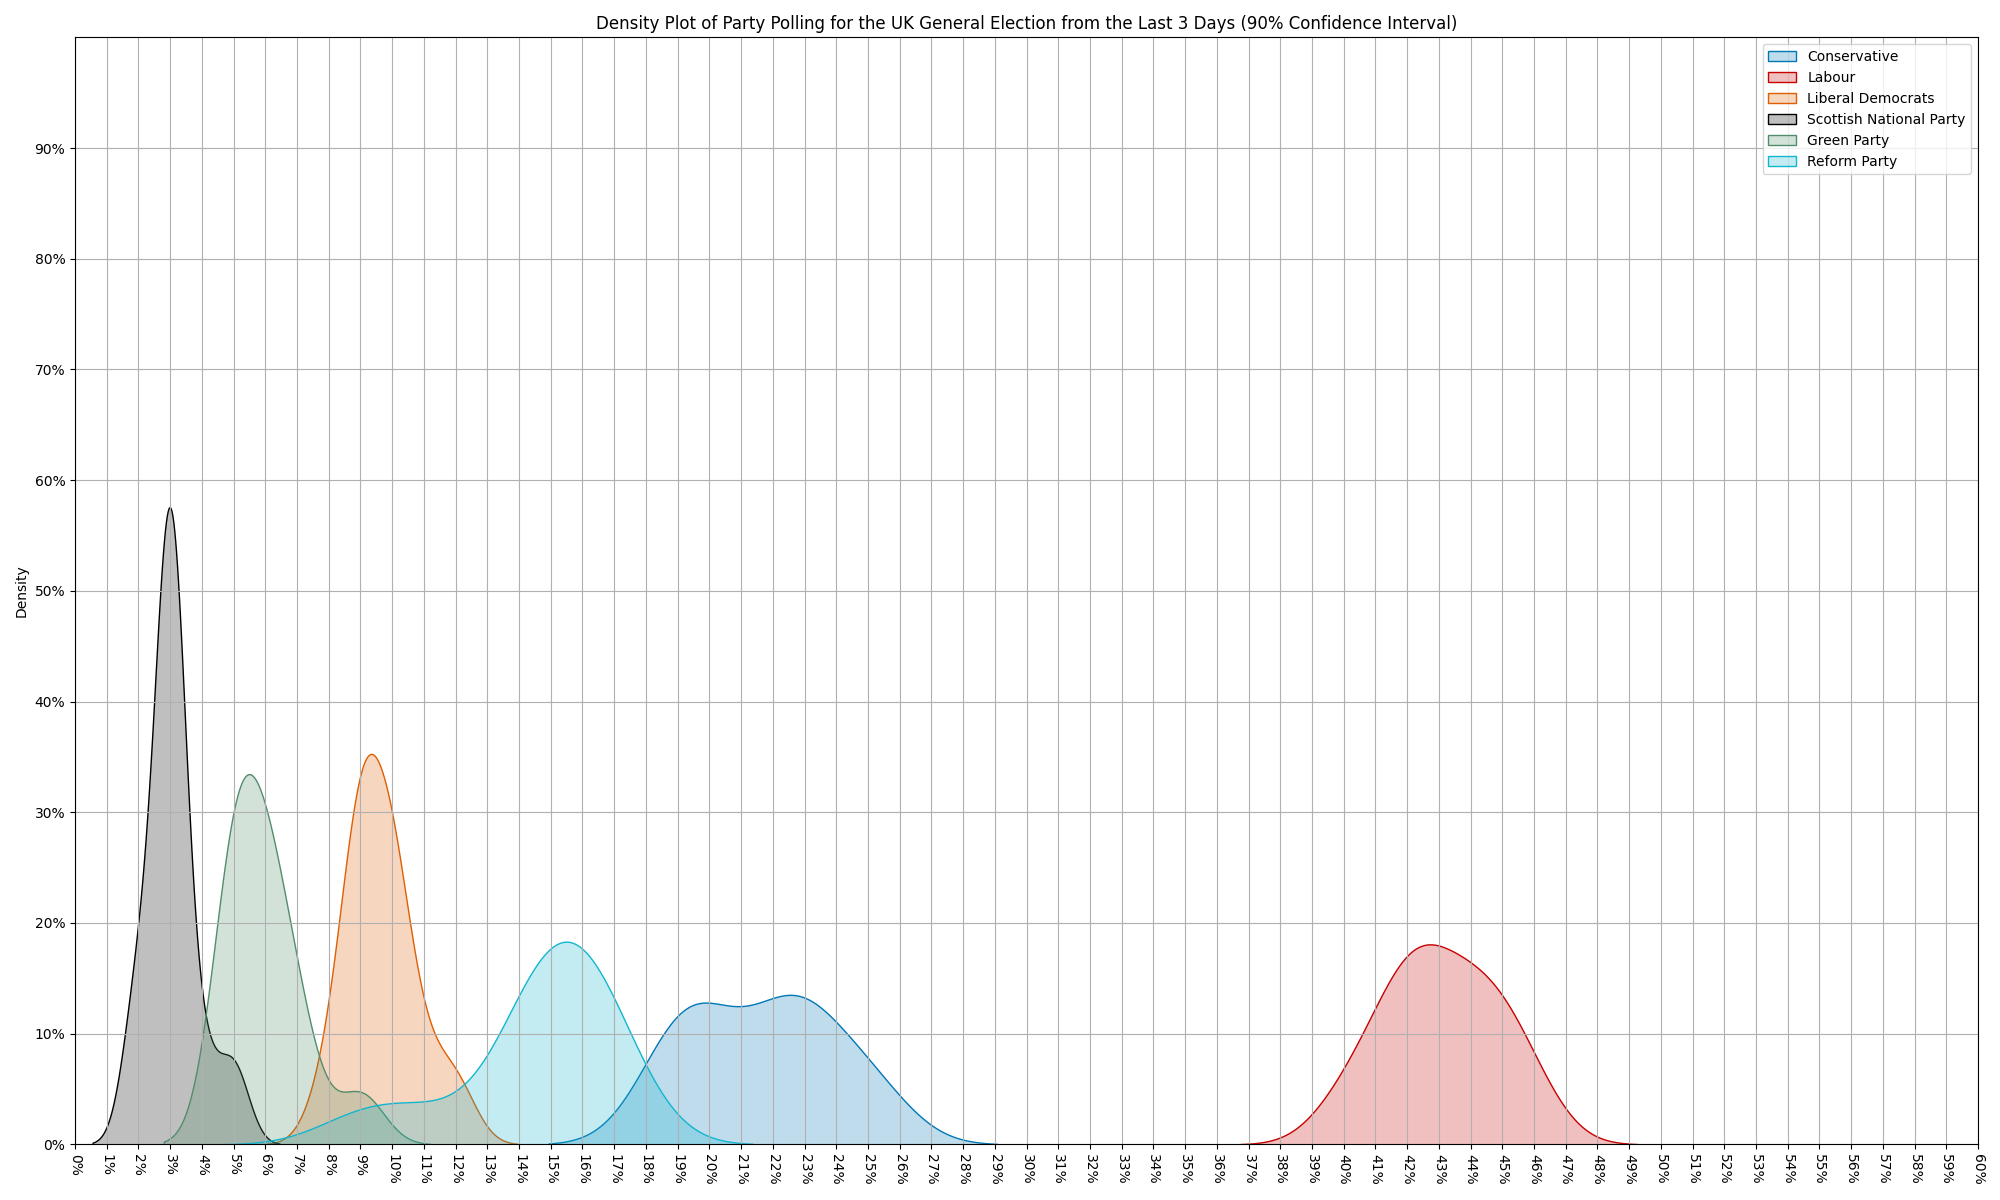 Density Plot of Party Polling for the UK General Election from the Last 3 Days (90% Confidence Interval)
Conservative
Labour
Liberal Democrats
Scottish National Party
Green Party
Reform Party
90%
80%
70%
60%
50%
40%
30%
20%
10%
0%
Density
0% 1% 2% 3% 4% 5% 6% 7% 8% 9% 10% 11% 12% 13% 14% 15% 16% 17% 18% 19% 20% 21% 22% 23% 24% 25% 26% 27% 28% 29% 30% 31% 32% 33% 34% 35% 36% 37% 38% 39% 40% 41% 42% 43% 44% 45% 46% 47% 48% 49% 50% 51% 52% 53% 54% 55% 56% 57% 58% 59% 60%